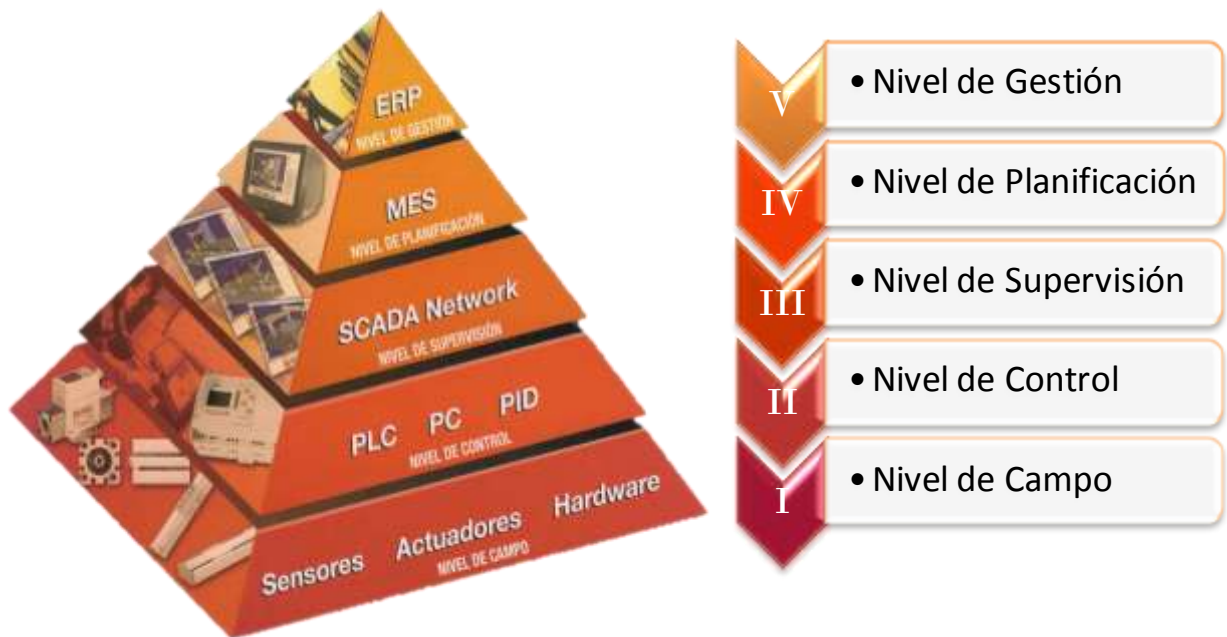 ERP
NIVEL DE GESTIÓN
MES
NIVEL DE PLANIFICACIÓN
SCADA Network
NIVEL DE SUPERVISIÓN
PLC PC PID
NIVEL DE CONTROL
Sensores Actuadores Hardware
NIVEL DE CAMPO
V
• Nivel de Gestión
IV
• Nivel de Planificación
III
• Nivel de Supervisión
II
• Nivel de Control
I
• Nivel de Campo